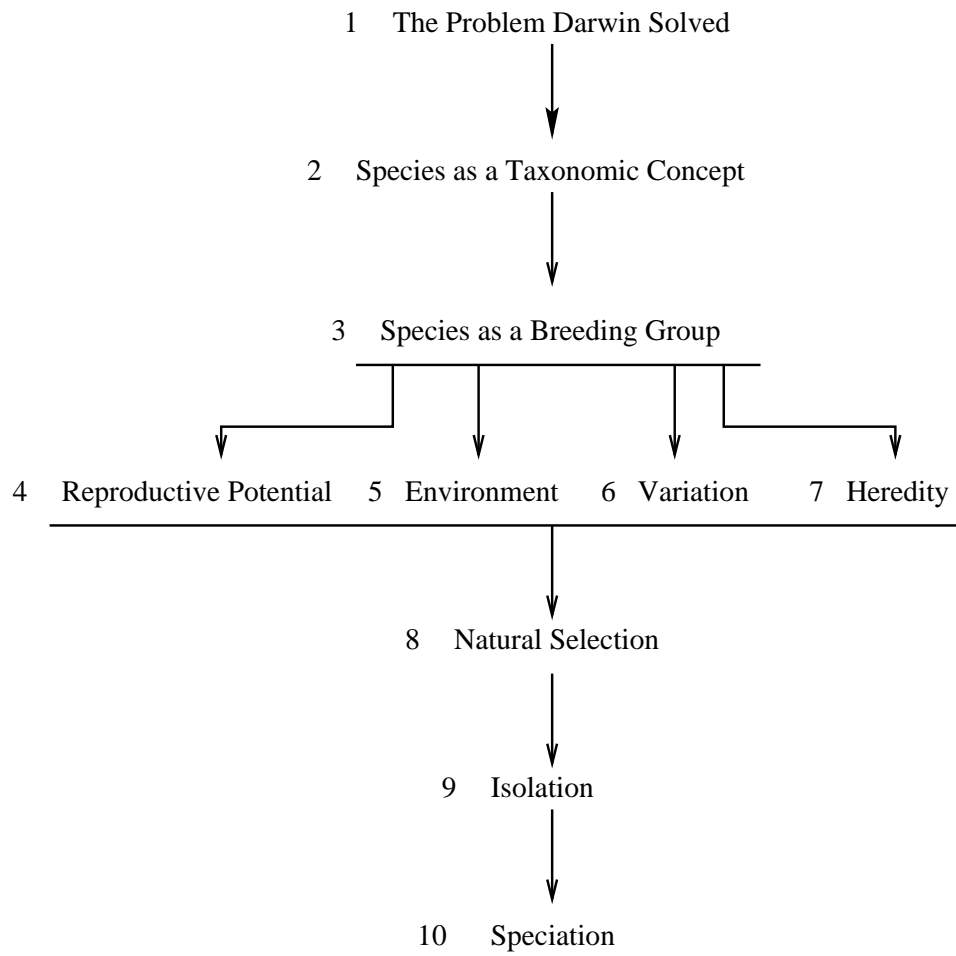 1 The Problem Darwin Solved
2 Species as a Taxonomic Concept
3 Species as a Breeding Group
4 Reproductive Potential 5 Environment 6 Variation 7 Heredity
8 Natural Selection
9 Isolation
10 Speciation